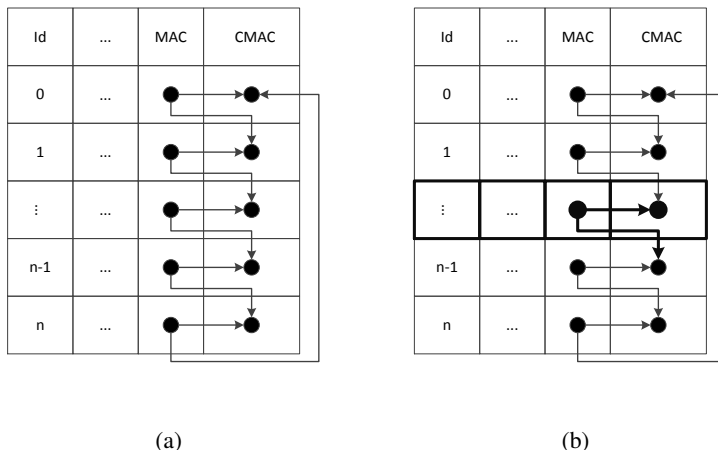 Id ... MAC CMAC
0 ...
1 ...
⋮ ...
n-1 ...
n ...
(a)
Id ... MAC CMAC
0 ...
1 ...
⋮ ...
n-1 ...
n ...
(b)